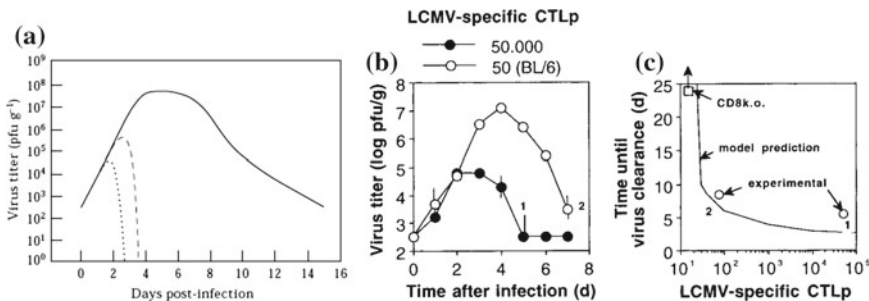 LCMV-specific CTLp
50.000
50 (BL/6)
(a)
Virus titer (pfu g⁻¹)
10⁹
10⁸
10⁷
10⁶
10⁵
10⁴
10³
10²
10¹
10⁰
0 2 4 6 8 10 12 14 16
Days post-infection
(b)
Virus titer (log pfu/g)
8
7
6
5
4
3
2
1
2
0 2 4 6 8
Time after infection (d)
(c)
Time until
virus clearance (d)
25
20
15
10
5
0
CD8k.o.
model prediction
experimental
2
1
10¹ 10² 10³ 10⁴ 10⁵
LCMV-specific CTLp